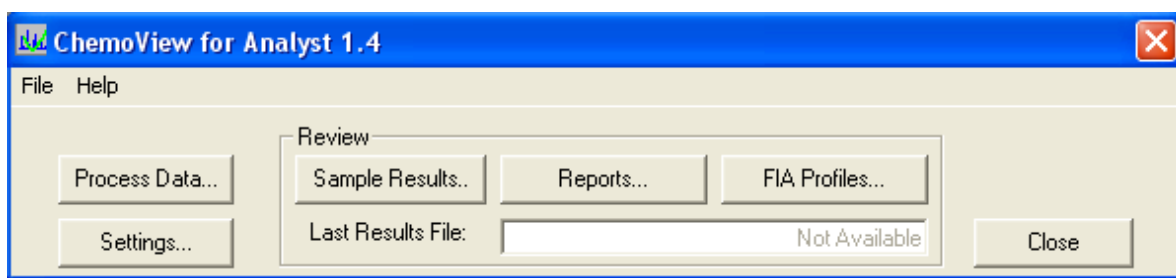 ChemoView for Analyst 1.4
File Help
Review
Process Data... Sample Results.. Reports... FIA Profiles...
Settings... Last Results File: Not Available Close